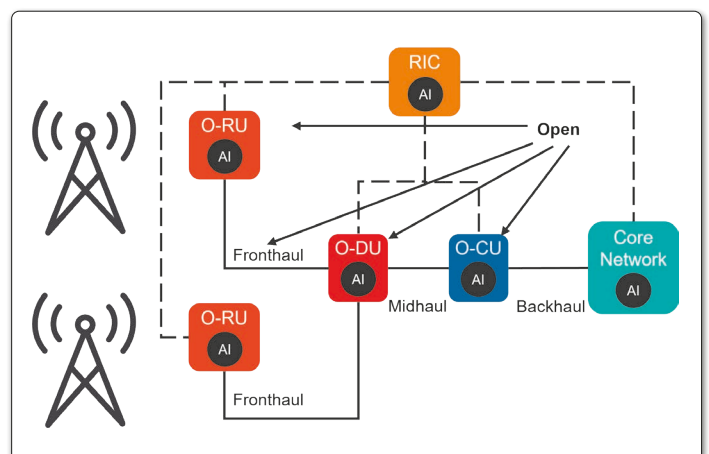 RIC
AI
O-RU
AI
Open
Fronthaul
O-DU
AI
O-CU
AI
Core
Network
AI
Midhaul
Backhaul
O-RU
AI
Fronthaul